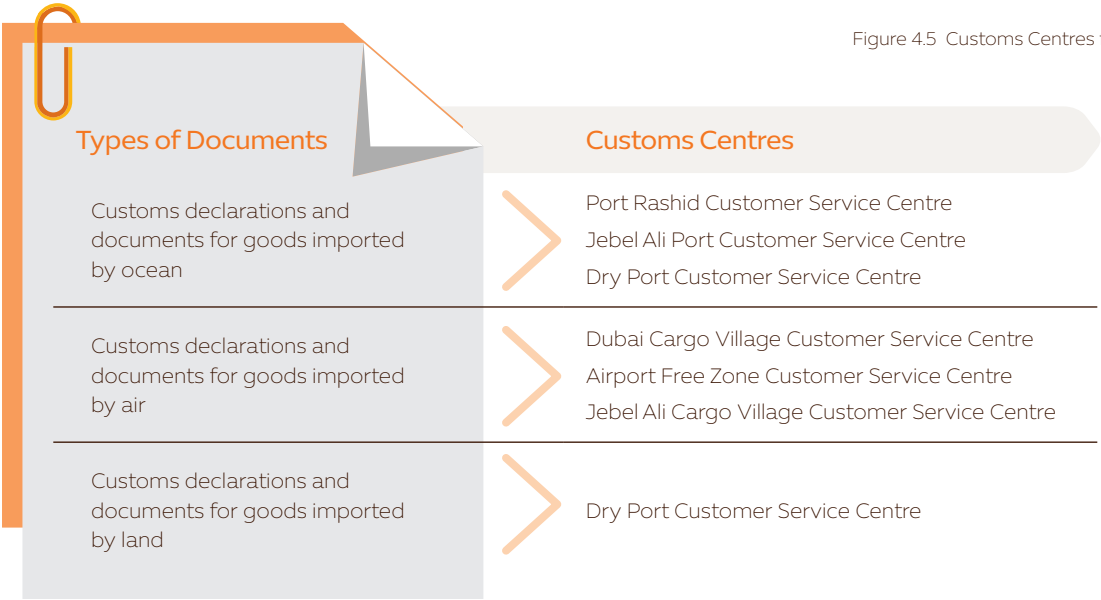 Figure 4.5 Customs Centres
Types of Documents
Customs Centres
Customs declarations and
documents for goods imported
by ocean
Port Rashid Customer Service Centre
Jebel Ali Port Customer Service Centre
Dry Port Customer Service Centre
Customs declarations and
documents for goods imported
by air
Dubai Cargo Village Customer Service Centre
Airport Free Zone Customer Service Centre
Jebel Ali Cargo Village Customer Service Centre
Customs declarations and
documents for goods imported
by land
Dry Port Customer Service Centre